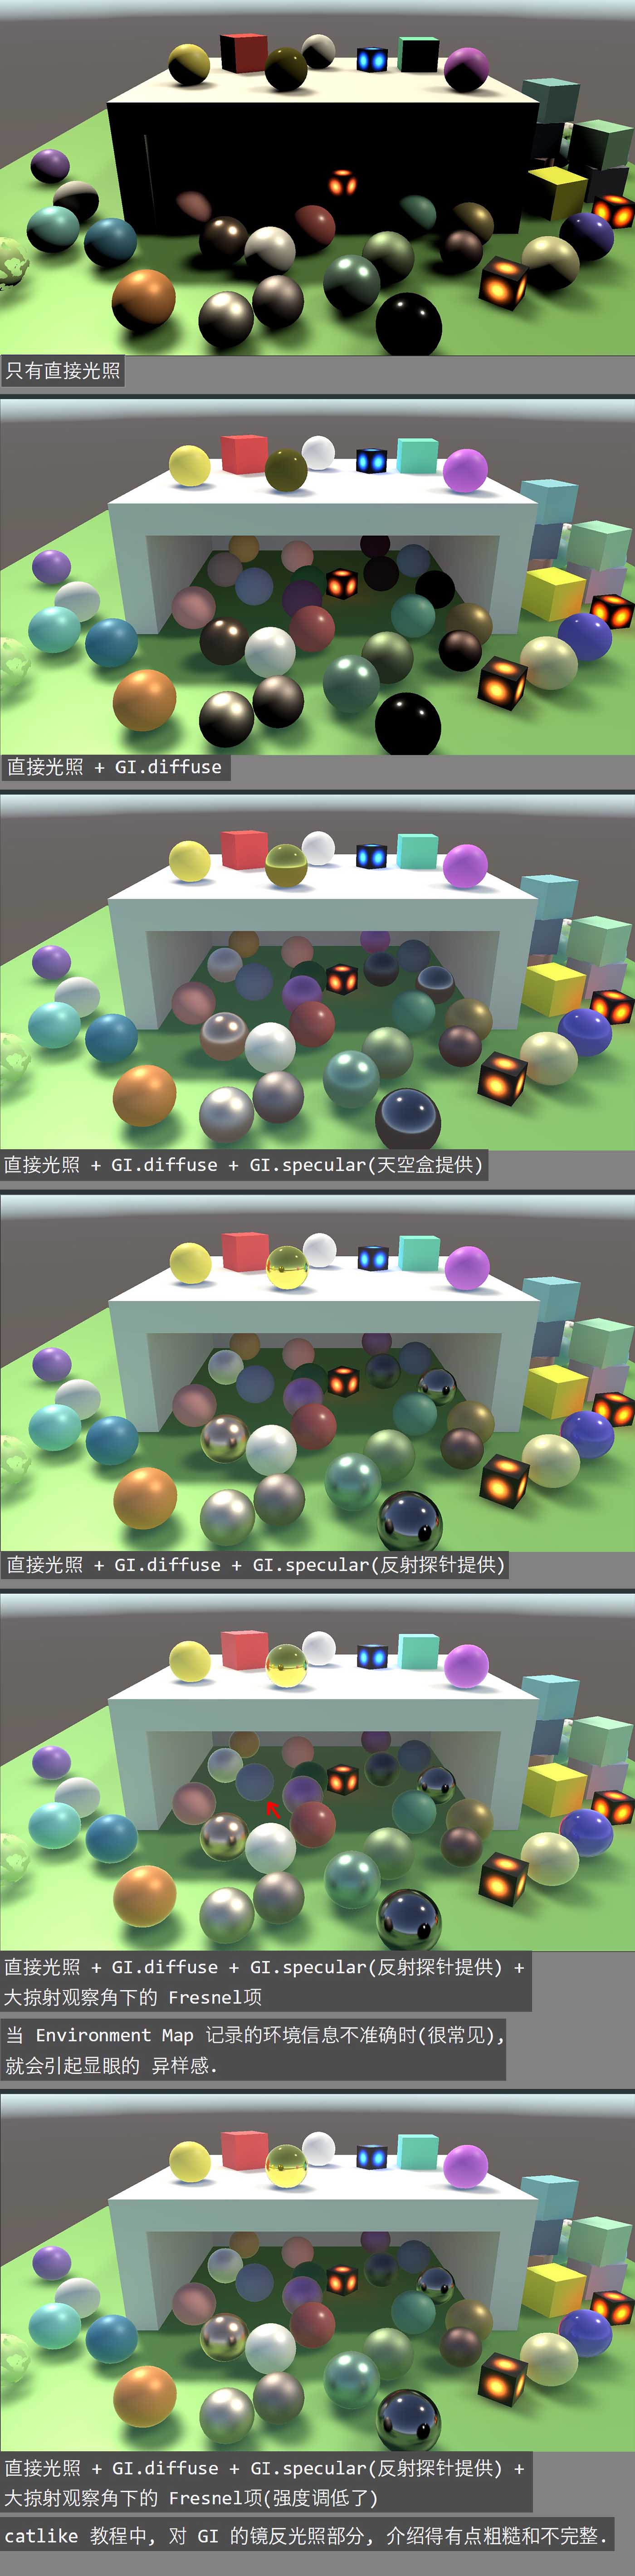 只有直接光照
直接光照 + GI.diffuse
直接光照 + GI.diffuse + GI.specular(天空盒提供)
直接光照 + GI.diffuse + GI.specular(反射探针提供)
直接光照 + GI.diffuse + GI.specular(反射探针提供) +
大掠射观察角下的 Fresnel项
当 Environment Map 记录的环境信息不准确时(很常见),
就会引起显眼的 异样感.
直接光照 + GI.diffuse + GI.specular(反射探针提供) +
大掠射观察角下的 Fresnel项(强度调低了)
catlike 教程中, 对 GI 的镜反光照部分, 介绍得有点粗糙和不完整.